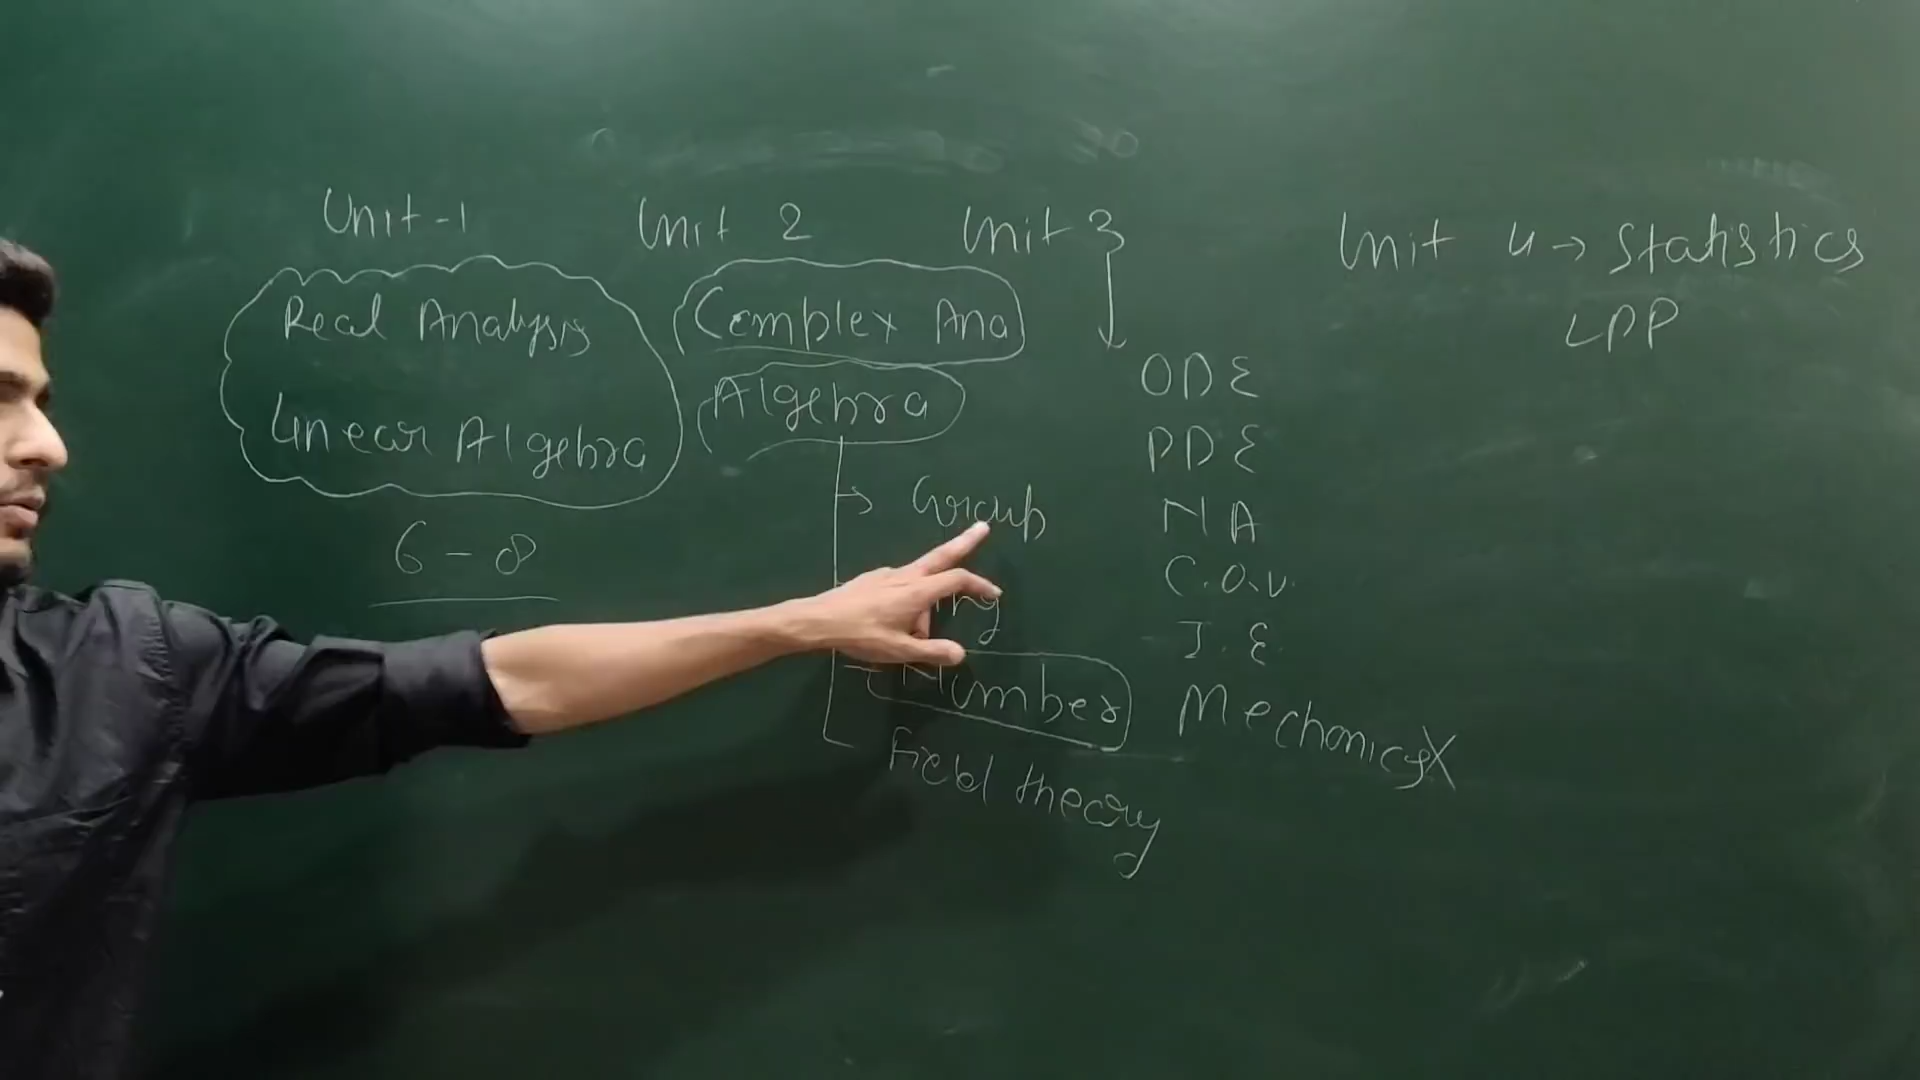 Unit-1
Real Analysis
Linear Algebra
6-8
Unit 2
Complex Ana
Algebra
→ Group
Number
Field theory
Unit 3
ODE
PDE
NA
C.O.V.
I.E.
Mechanics X
Unit 4 → Statistics
LPP